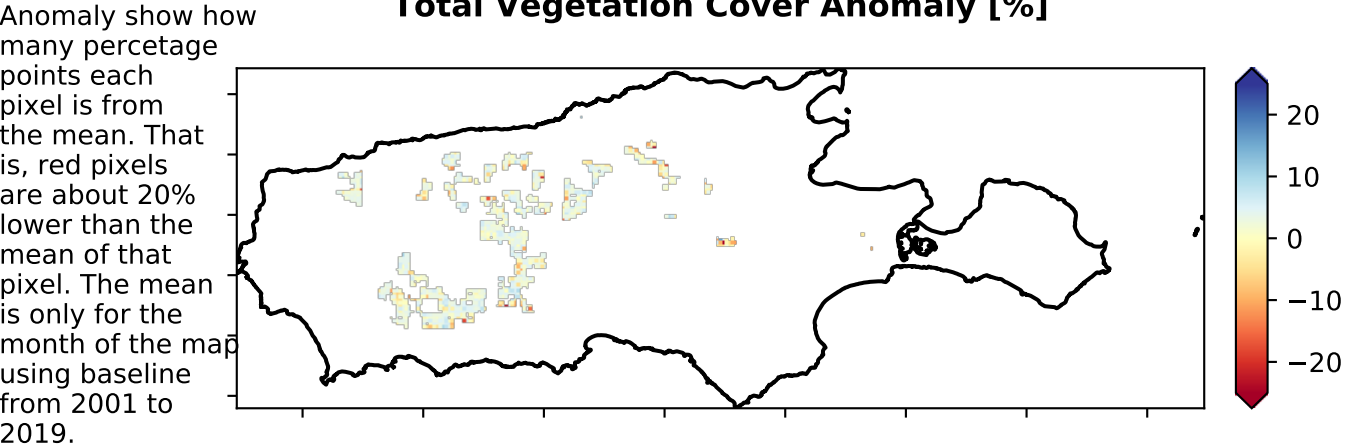 Total Vegetation Cover Anomaly [%]
Anomaly show how
many percetage
points each
pixel is from
the mean. That
is, red pixels
are about 20%
lower than the
mean of that
pixel. The mean
is only for the
month of the map
using baseline
from 2001 to
2019.
20
10
0
−10
−20